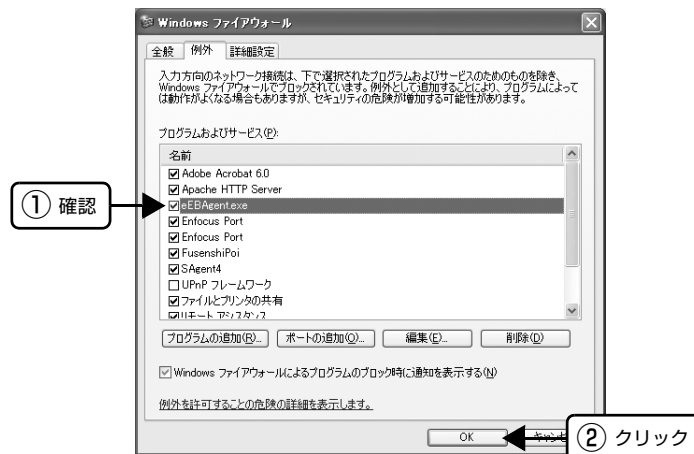 Windows ファイアウォール
全般 例外 詳細設定
入力方向のネットワーク接続は、下で選択されたプログラムおよびサービスのためのものを除き、
Windows ファイアウォールでブロックされています。例外として追加することにより、プログラムによって
は動作がよくなる場合もありますが、セキュリティの危険が増加する可能性があります。
プログラムおよびサービス(P):
名前
Adobe Acrobat 6.0
Apache HTTP Server
① 確認
eEBAgent.exe
Enfocus Port
Enfocus Port
FusenshiPoi
SAgent4
UPnP フレームワーク
ファイルとプリンタの共有
リモート アシスタンス
プログラムの追加(R)... ポートの追加(O)... 編集(E)... 削除(D)
Windows ファイアウォールによるプログラムのブロック時に通知を表示する(N)
例外を許可することの危険の詳細を表示します。
OK キャンセ
② クリック